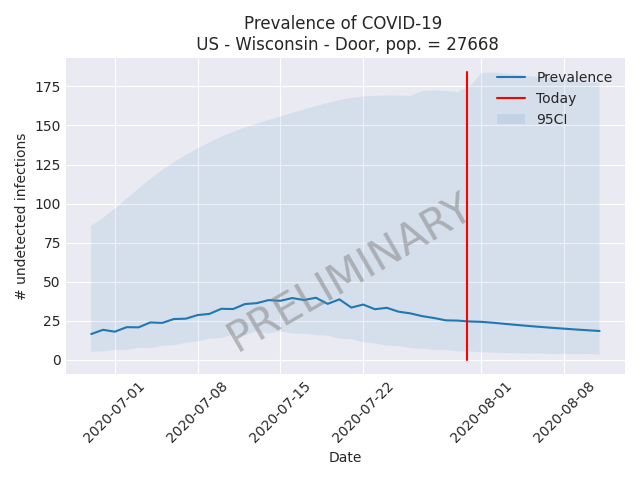 Prevalence of COVID-19
US - Wisconsin - Door, pop. = 27668
Prevalence
Today
95CI
# undetected infections
175
150
125
100
75
50
25
0
PRELIMINARY
2020-07-01
2020-07-08
2020-07-15
2020-07-22
2020-08-01
2020-08-08
Date